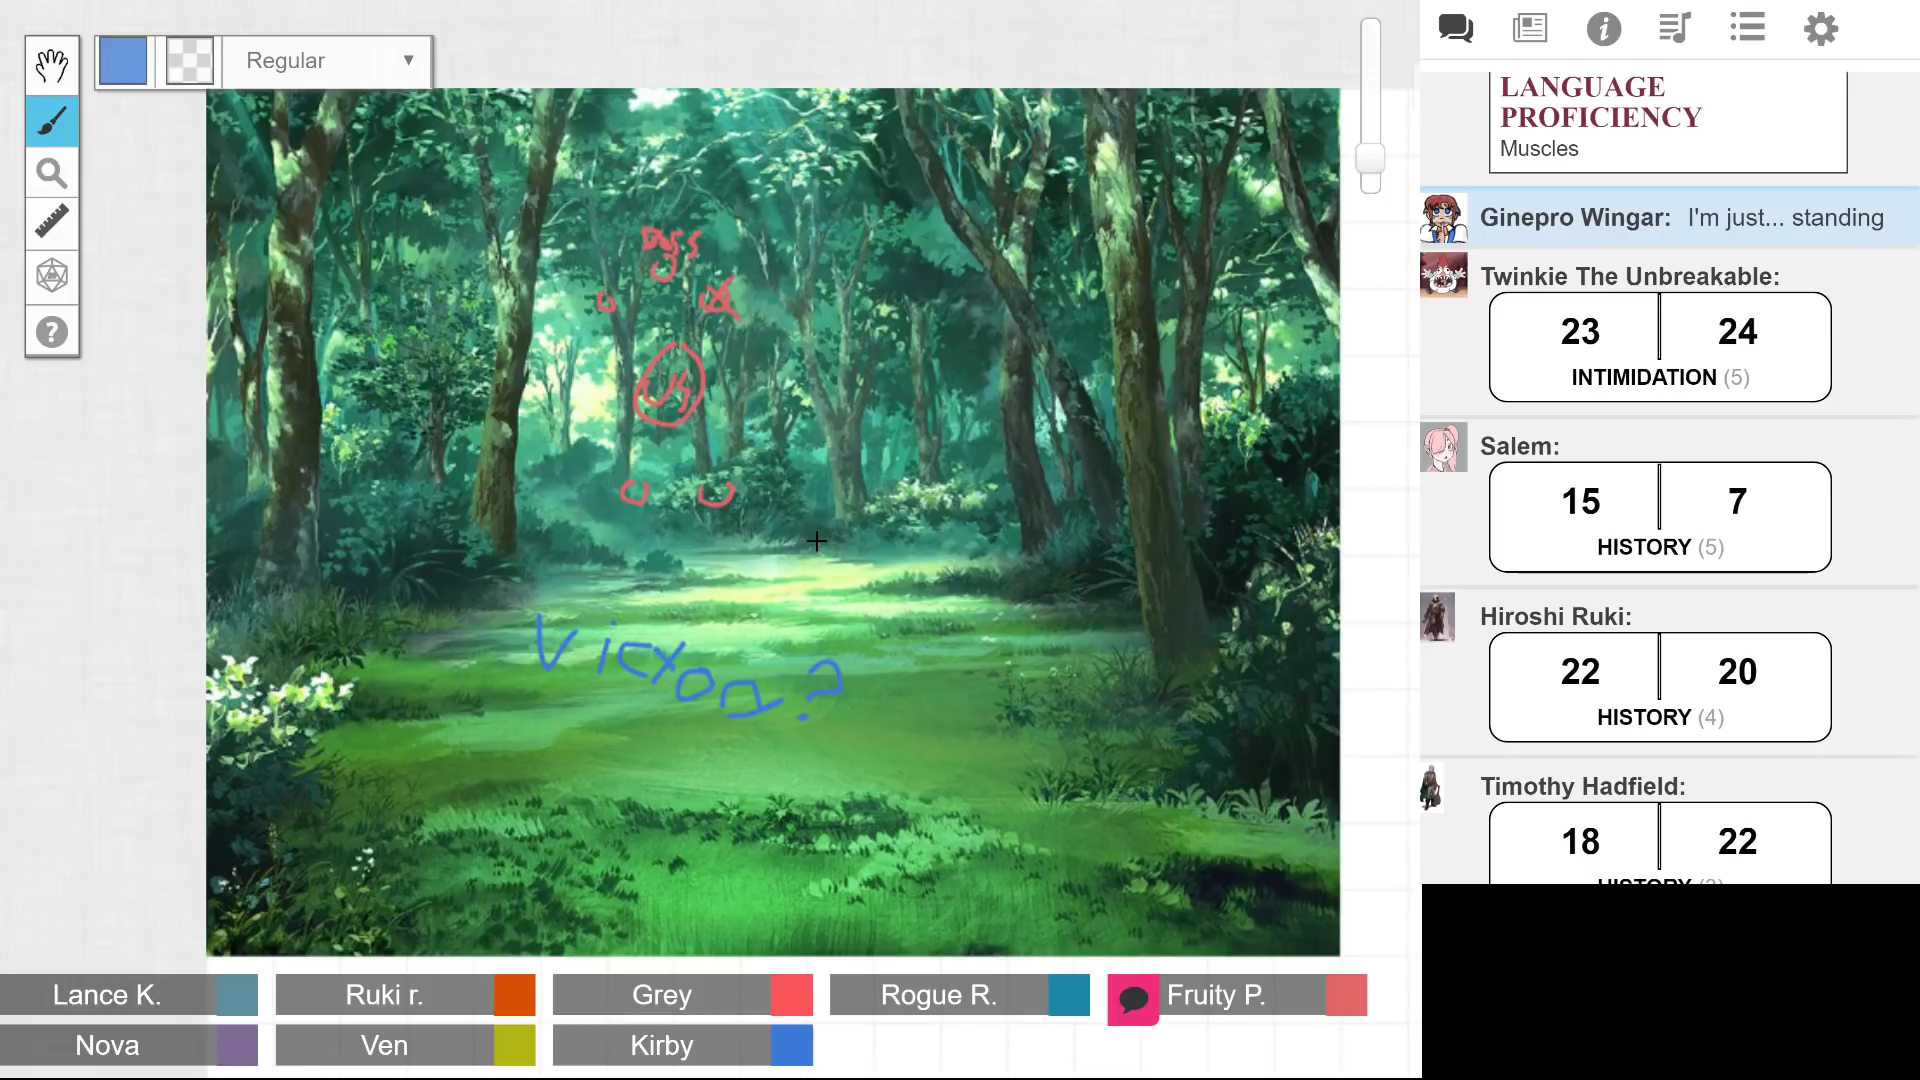 Regular
LANGUAGE
PROFICIENCY
Muscles
Ginepro Wingar: I'm just... standing
Twinkie The Unbreakable:
23 24
INTIMIDATION (5)
Salem:
15 7
HISTORY (5)
Hiroshi Ruki:
22 20
HISTORY (4)
Timothy Hadfield:
18 22
us
Victoa?
Lance K. Ruki r. Grey Rogue R. Fruity P.
Nova Ven Kirby